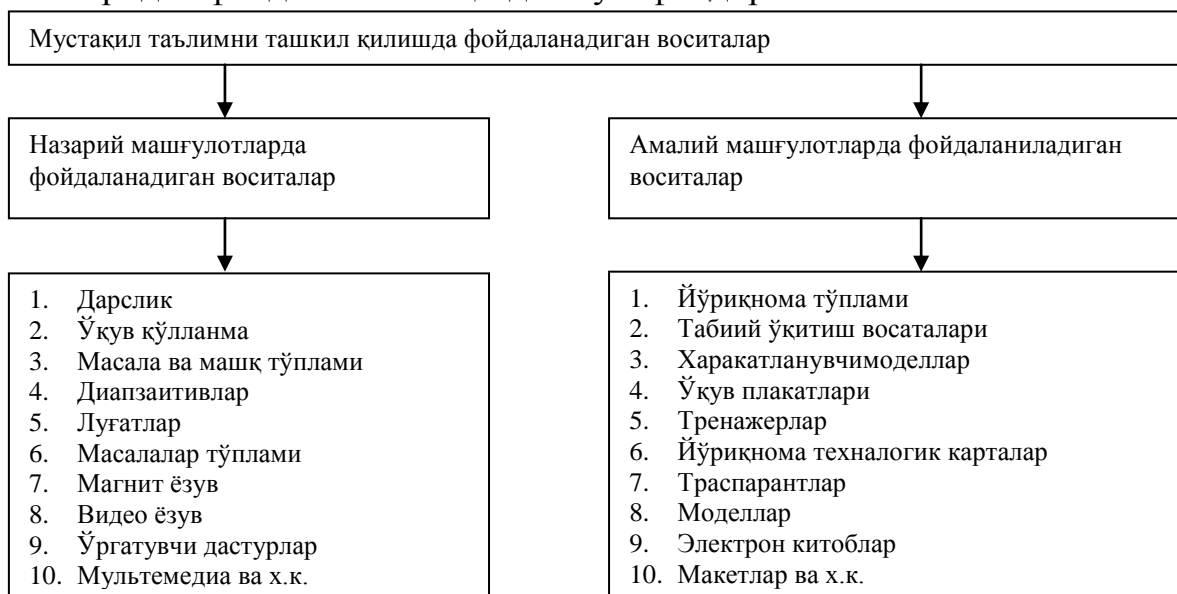 Мустақил таълимни ташкил қилишда фойдаланадиган воситалар
Назарий машғулотларда
фойдаланадиган воситалар
Амалий машғулотларда фойдаланиладиган
воситалар
1. Дарслик
2. Ўқув қўлланма
3. Масала ва машқ тўплами
4. Диапзаитивлар
5. Луғатлар
6. Масалалар тўплами
7. Магнит ёзув
8. Видео ёзув
9. Ўргатувчи дастурлар
10. Мультемедиа ва х.к.
1. Йўриқнома тўплами
2. Табиий ўқитиш восаталари
3. Харакатланувчимоделлар
4. Ўқув плакатлари
5. Тренажерлар
6. Йўриқнома техналогик карталар
7. Траспарантлар
8. Моделлар
9. Электрон китоблар
10. Макетлар ва х.к.